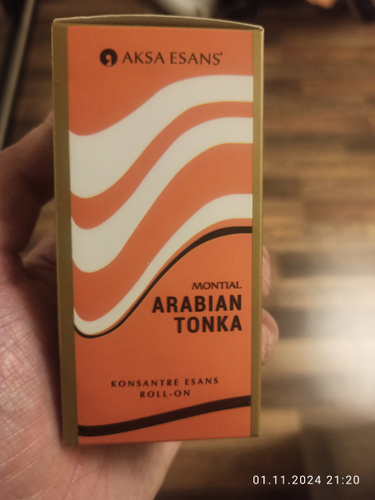 AKSA ESANS®
MONTIAL
ARABIAN
TONKA
KONSANTRE ESANS
ROLL-ON
01.11.2024 21:20